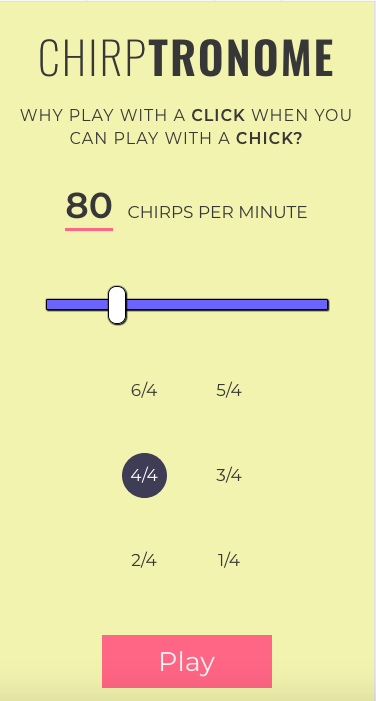 CHIRPTRONOME
WHY PLAY WITH A CLICK WHEN YOU
CAN PLAY WITH A CHICK?
80 CHIRPS PER MINUTE
6/4 5/4
4/4 3/4
2/4 1/4
Play